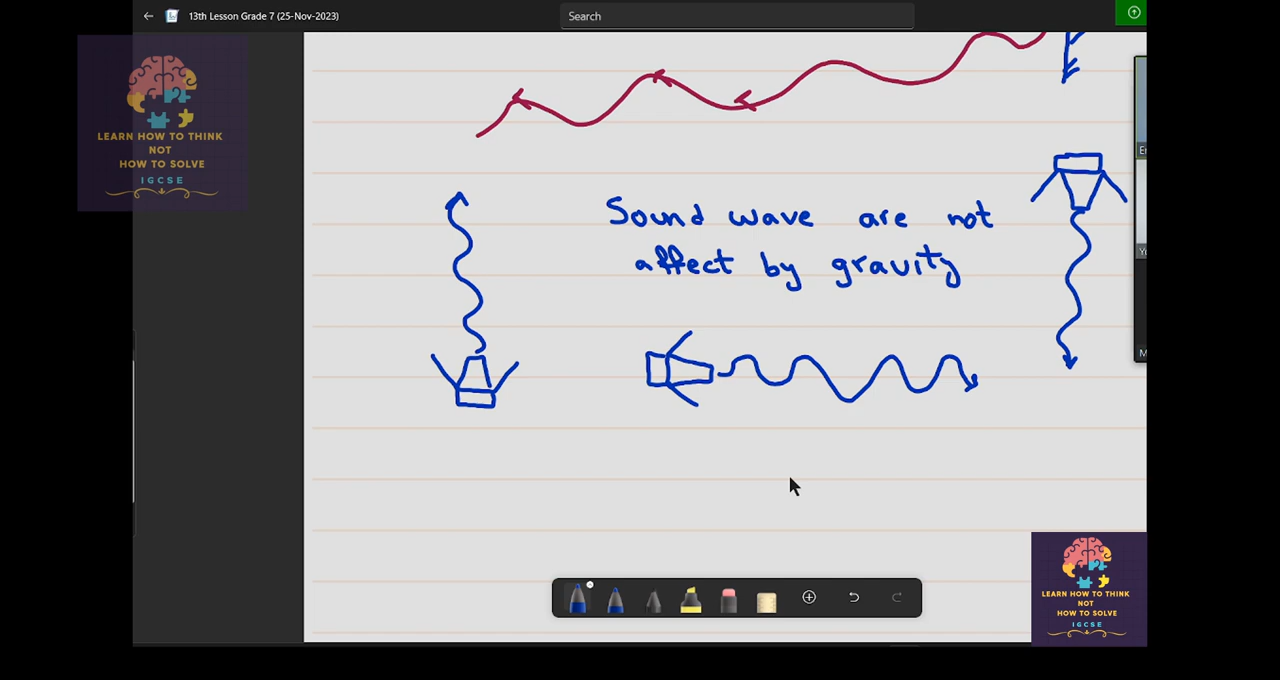 13th Lesson Grade 7 (25-Nov-2023)
Search
LEARN HOW TO THINK
NOT
HOW TO SOLVE
IGCSE
Sound wave are not
affect by gravity
LEARN HOW TO THINK
NOT
HOW TO SOLVE
IGCSE